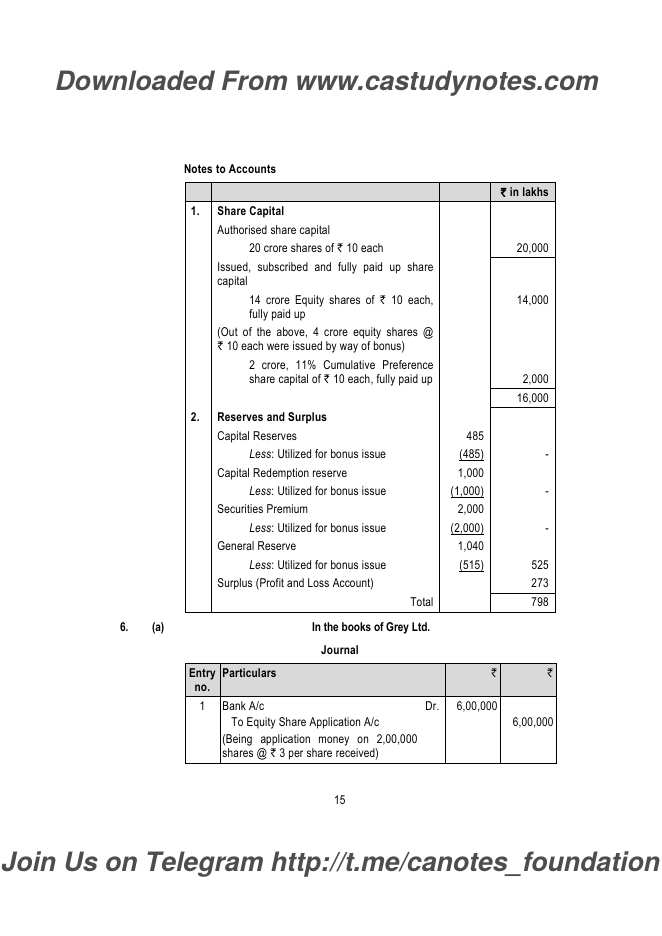 Downloaded From www.castudynotes.com
Notes to Accounts
₹ in lakhs
1. Share Capital
Authorised share capital
20 crore shares of ₹ 10 each 20,000
Issued, subscribed and fully paid up share
capital
14 crore Equity shares of ₹ 10 each, 14,000
fully paid up
(Out of the above, 4 crore equity shares @
₹ 10 each were issued by way of bonus)
2 crore, 11% Cumulative Preference
share capital of ₹ 10 each, fully paid up 2,000
16,000
2. Reserves and Surplus
Capital Reserves 485
Less: Utilized for bonus issue (485) -
Capital Redemption reserve 1,000
Less: Utilized for bonus issue (1,000) -
Securities Premium 2,000
Less: Utilized for bonus issue (2,000) -
General Reserve 1,040
Less: Utilized for bonus issue (515) 525
Surplus (Profit and Loss Account) 273
Total 798
6. (a) In the books of Grey Ltd.
Journal
Entry Particulars ₹ ₹
no.
1 Bank A/c Dr. 6,00,000
To Equity Share Application A/c 6,00,000
(Being application money on 2,00,000
shares @ ₹ 3 per share received)
15
Join Us on Telegram http://t.me/canotes_foundation